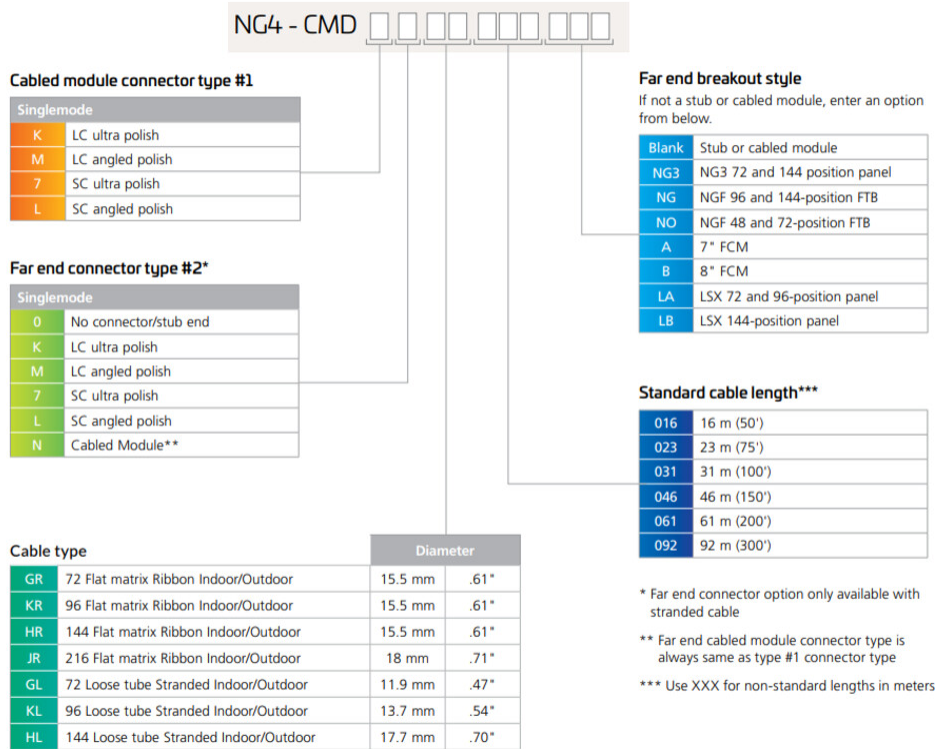 NG4 - CMD
Cabled module connector type #1
Singlemode
K LC ultra polish
M LC angled polish
7 SC ultra polish
L SC angled polish
Far end connector type #2*
Singlemode
0 No connector/stub end
K LC ultra polish
M LC angled polish
7 SC ultra polish
L SC angled polish
N Cabled Module**
Cable type Diameter
GR 72 Flat matrix Ribbon Indoor/Outdoor 15.5 mm .61"
KR 96 Flat matrix Ribbon Indoor/Outdoor 15.5 mm .61"
HR 144 Flat matrix Ribbon Indoor/Outdoor 15.5 mm .61"
JR 216 Flat matrix Ribbon Indoor/Outdoor 18 mm .71"
GL 72 Loose tube Stranded Indoor/Outdoor 11.9 mm .47"
KL 96 Loose tube Stranded Indoor/Outdoor 13.7 mm .54"
HL 144 Loose tube Stranded Indoor/Outdoor 17.7 mm .70"
Far end breakout style
If not a stub or cabled module, enter an option
from below.
Blank Stub or cabled module
NG3 NG3 72 and 144 position panel
NG NGF 96 and 144-position FTB
NO NGF 48 and 72-position FTB
A 7" FCM
B 8" FCM
LA LSX 72 and 96-position panel
LB LSX 144-position panel
Standard cable length***
016 16 m (50')
023 23 m (75')
031 31 m (100')
046 46 m (150')
061 61 m (200')
092 92 m (300')
* Far end connector option only available with
stranded cable
** Far end cabled module connector type is
always same as type #1 connector type
*** Use XXX for non-standard lengths in meters